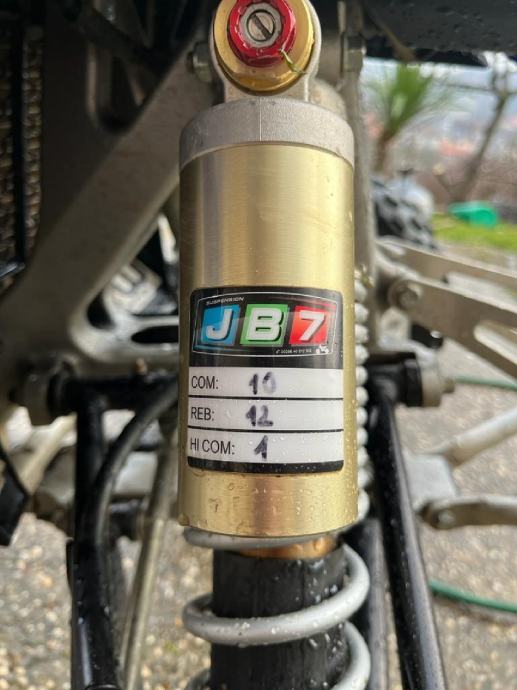 SUSPENSION
JB7
COM: 10
REB: 12
HI COM: 1